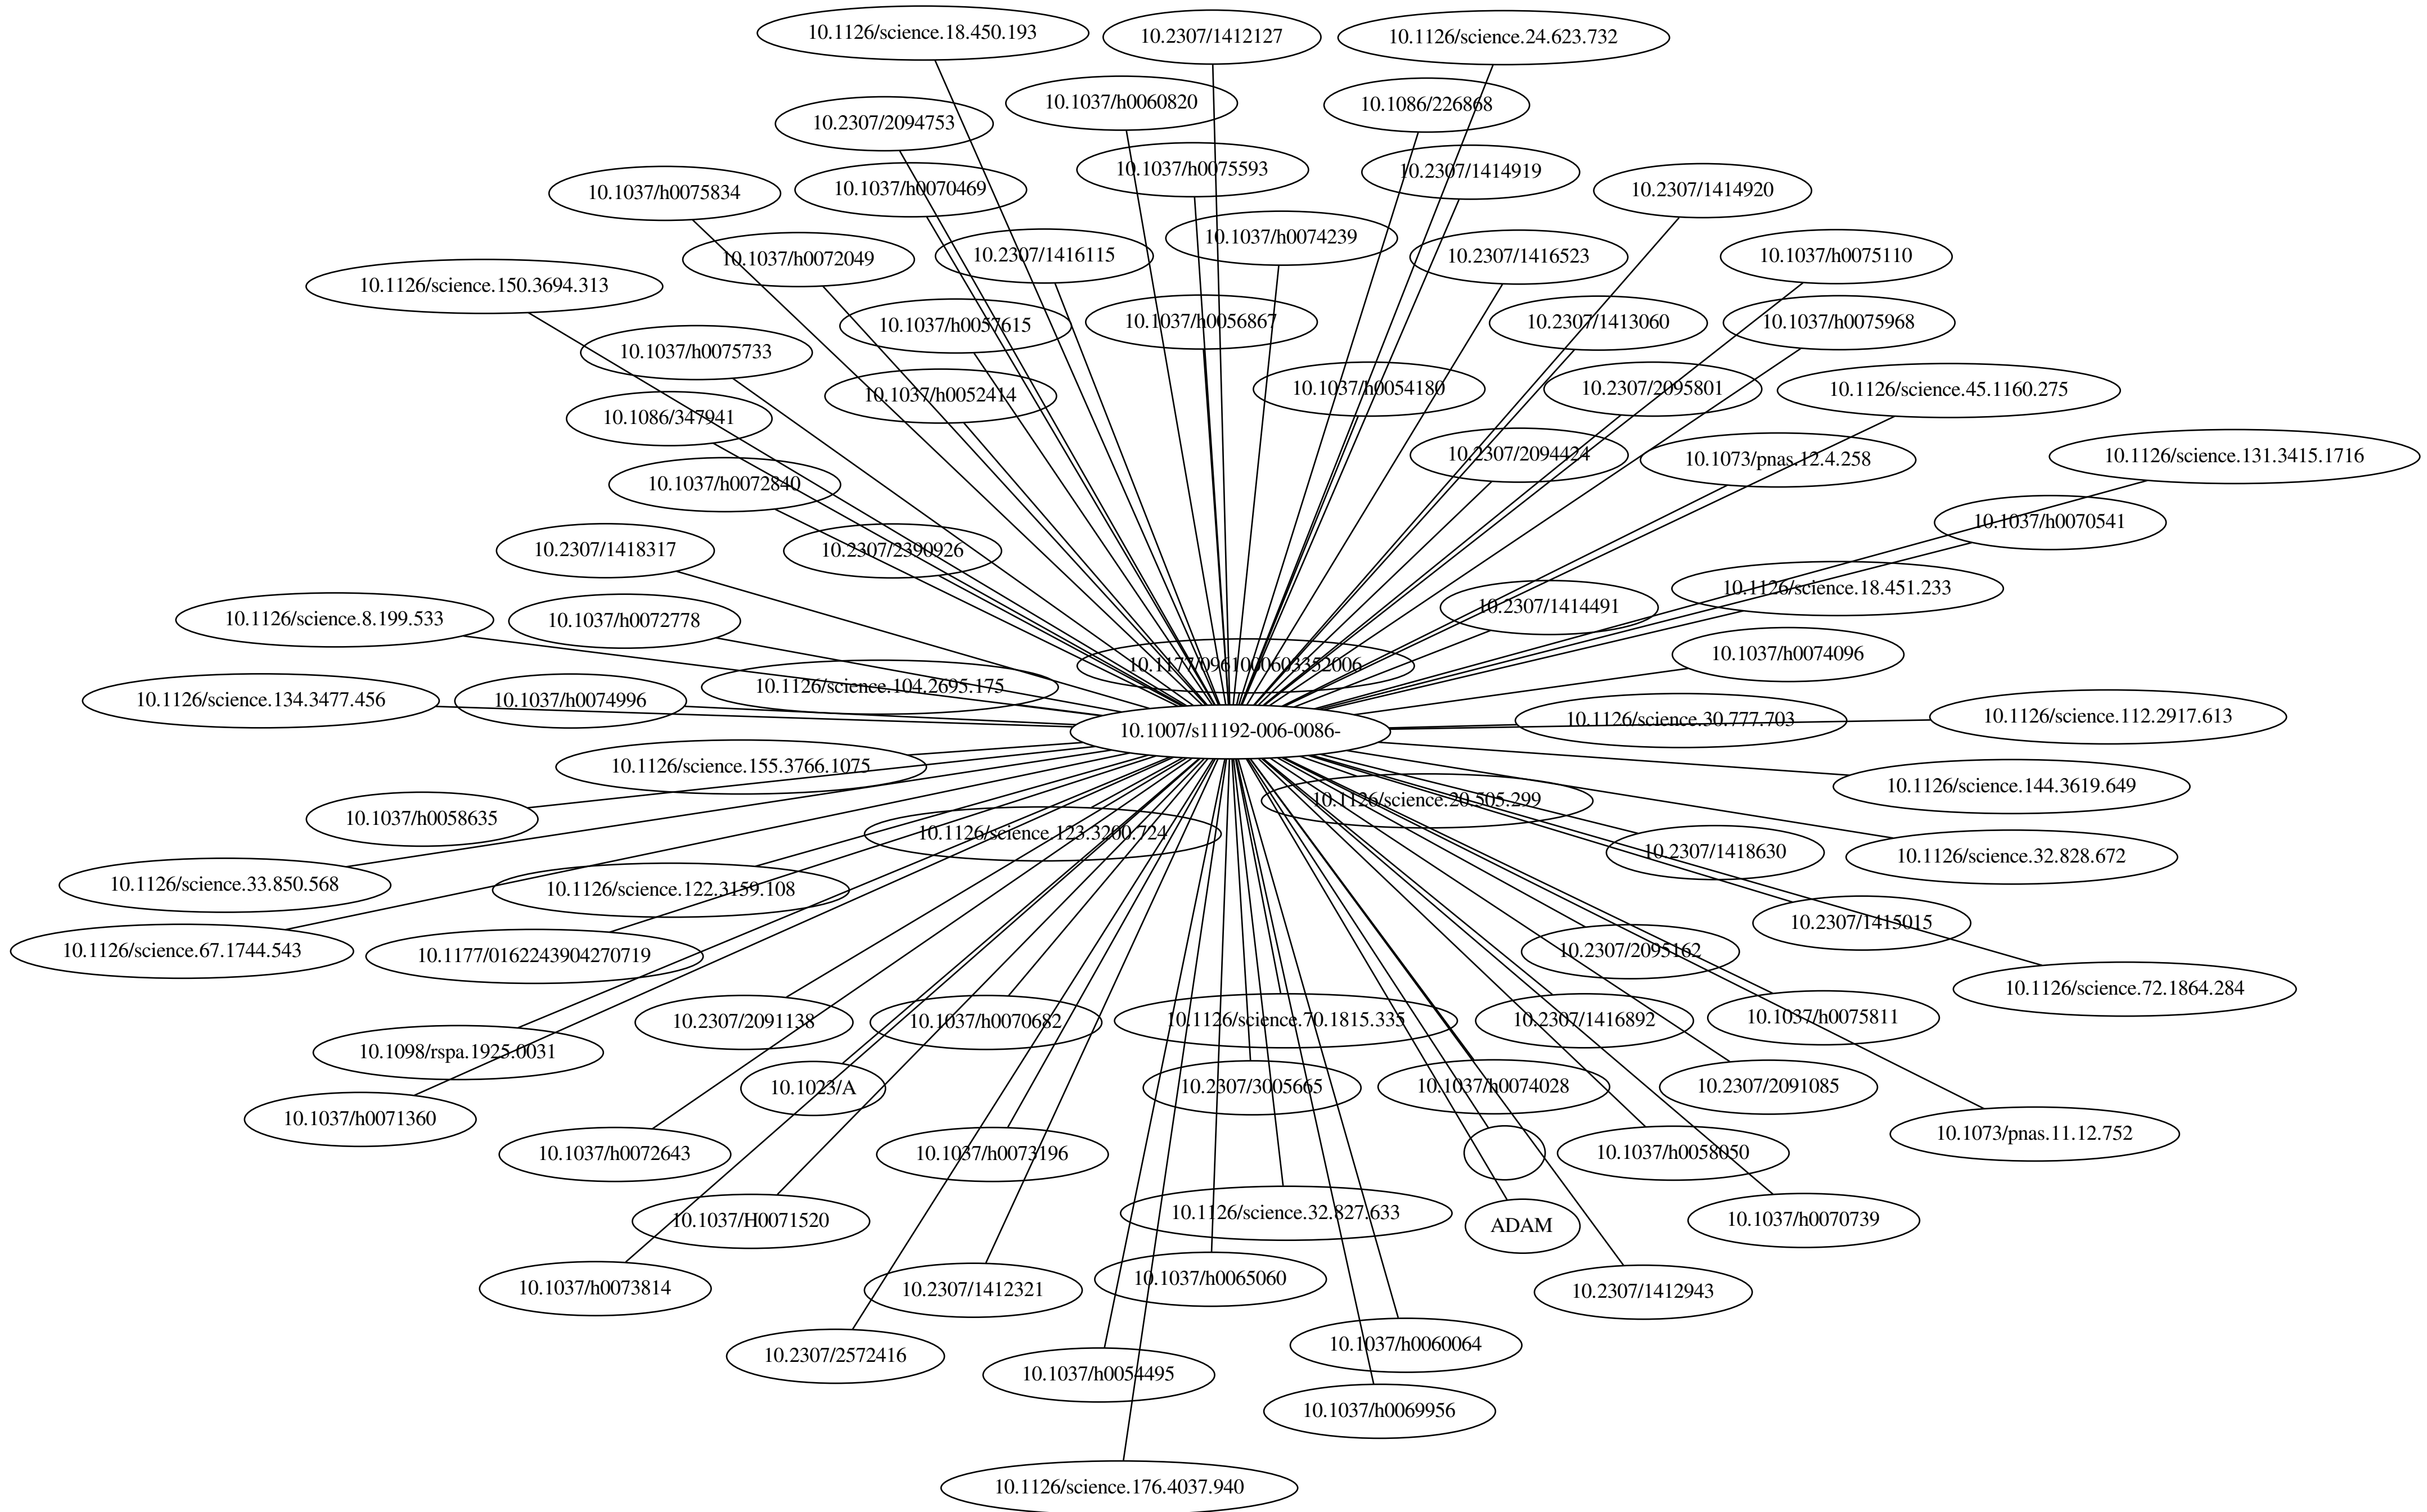 10.1126/science.18.450.193
10.2307/1412127
10.1126/science.24.623.732
10.1037/h0060820
10.1086/226868
10.2307/2094753
10.1037/h0075593
10.2307/1414919
10.1037/h0075834
10.1037/h0070469
10.2307/1414920
10.1037/h0074239
10.1037/h0072049
10.2307/1416115
10.2307/1416523
10.1037/h0075110
10.1126/science.150.3694.313
10.1037/h0057615
10.1037/h0056867
10.2307/1413060
10.1037/h0075968
10.1037/h0075733
10.1037/h0052414
10.1037/h0054180
10.2307/2095801
10.1126/science.45.1160.275
10.1086/347941
10.2307/2094424
10.1073/pnas.12.4.258
10.1126/science.131.3415.1716
10.1037/h0072840
10.1037/h0070541
10.2307/1418317
10.2307/2390926
10.1126/science.18.451.233
10.2307/1414491
10.1126/science.8.199.533
10.1037/h0072778
10.1177/0961000603352006
10.1037/h0074096
10.1126/science.104.2695.175
10.1126/science.134.3477.456
10.1037/h0074996
10.1126/science.30.777.703
10.1126/science.112.2917.613
10.1007/s11192-006-0086-
10.1126/science.155.3766.1075
10.1126/science.144.3619.649
10.1126/science.20.505.299
10.1037/h0058635
10.1126/science.123.3200.724
10.2307/1418630
10.1126/science.32.828.672
10.1126/science.33.850.568
10.1126/science.122.3159.108
10.2307/1415015
10.1126/science.67.1744.543
10.1177/0162243904270719
10.2307/2095162
10.1126/science.72.1864.284
10.2307/2091138
10.1037/h0070682
10.1126/science.70.1815.335
10.2307/1416892
10.1037/h0075811
10.1098/rspa.1925.0031
10.1023/A
10.2307/3005665
10.1037/h0074028
10.2307/2091085
10.1037/h0071360
10.1073/pnas.11.12.752
10.1037/h0072643
10.1037/h0073196
10.1037/h0058050
10.1037/H0071520
10.1126/science.32.827.633
ADAM
10.1037/h0070739
10.1037/h0073814
10.2307/1412321
10.1037/h0065060
10.2307/1412943
10.2307/2572416
10.1037/h0060064
10.1037/h0054495
10.1037/h0069956
10.1126/science.176.4037.940